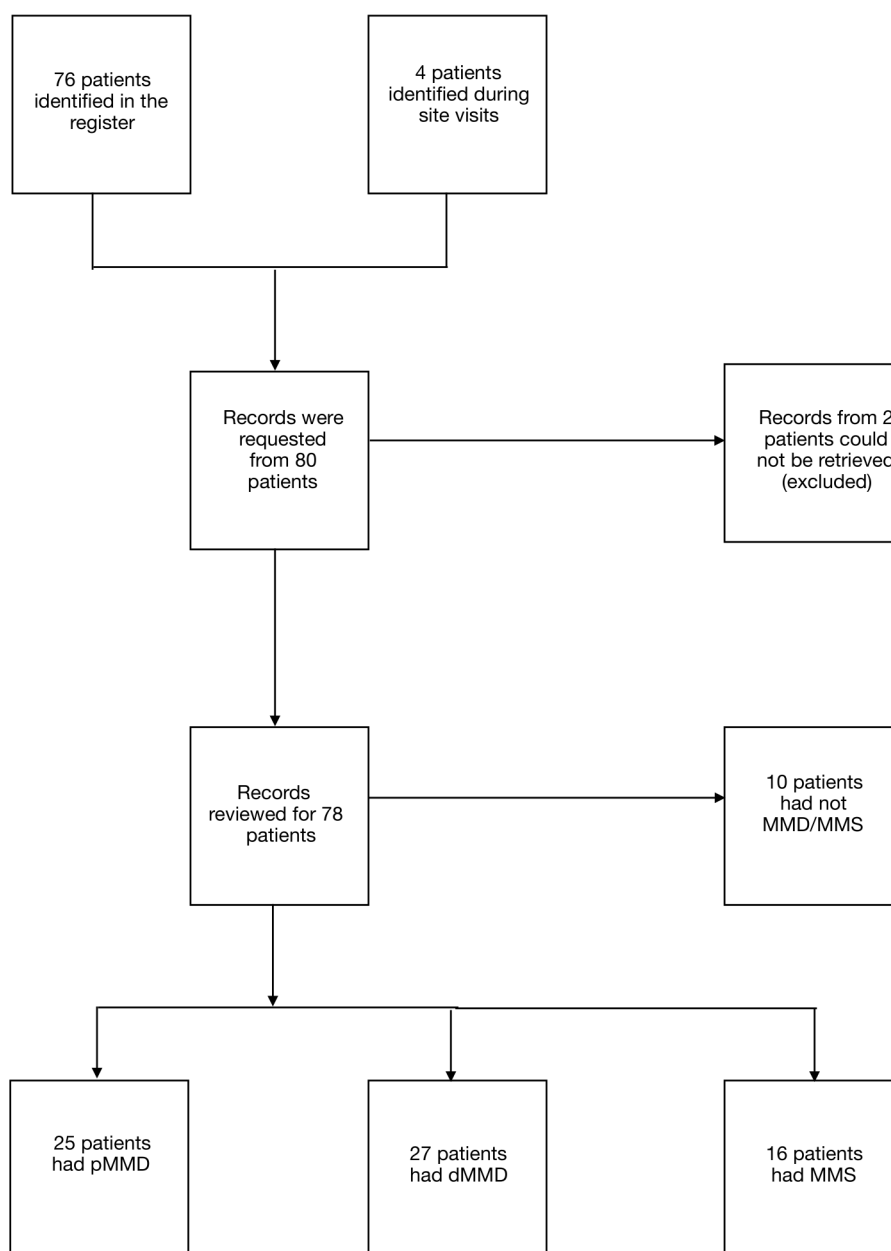 76 patients
identified in the
register
4 patients
identified during
site visits
Records were
requested
from 80
patients
Records from 2
patients could
not be retrieved
(excluded)
Records
reviewed for 78
patients
10 patients
had not
MMD/MMS
25 patients
had pMMD
27 patients
had dMMD
16 patients
had MMS